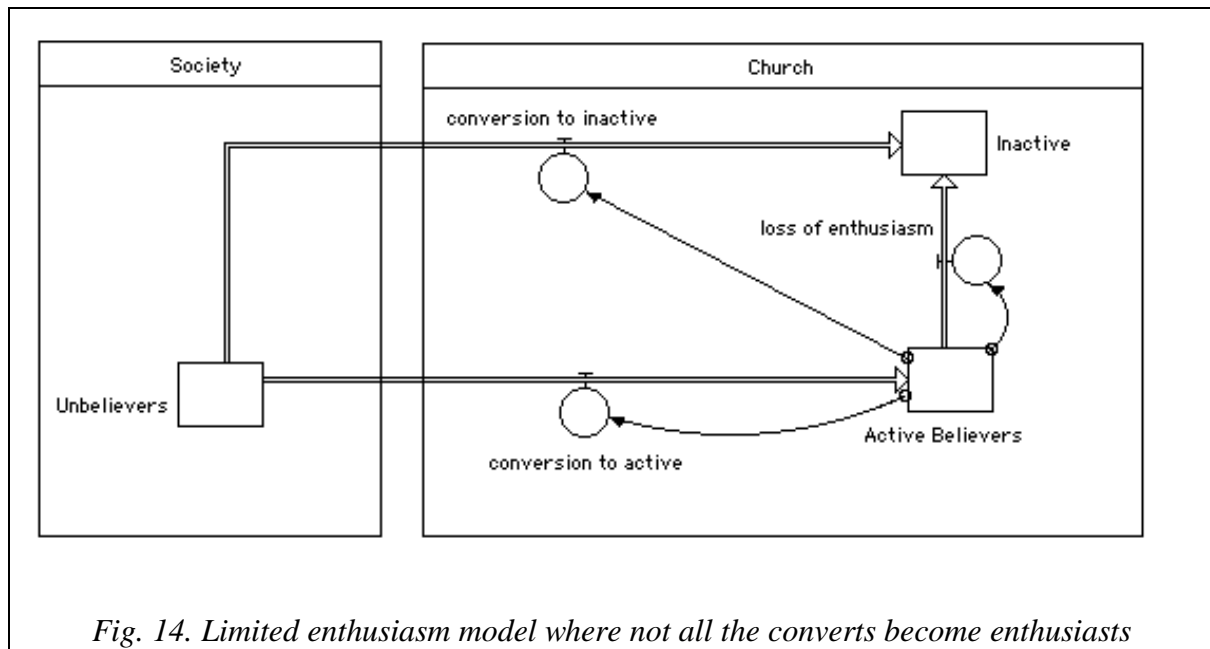 Society
Church
conversion to inactive
Inactive
loss of enthusiasm
Unbelievers
Active Believers
conversion to active
Fig. 14. Limited enthusiasm model where not all the converts become enthusiasts